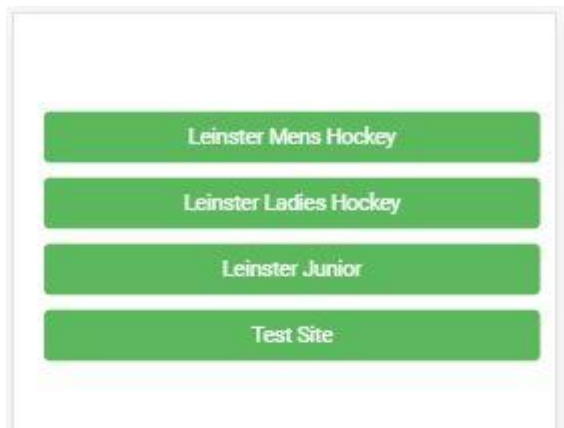 Leinster Mens Hockey
Leinster Ladies Hockey
Leinster Junior
Test Site